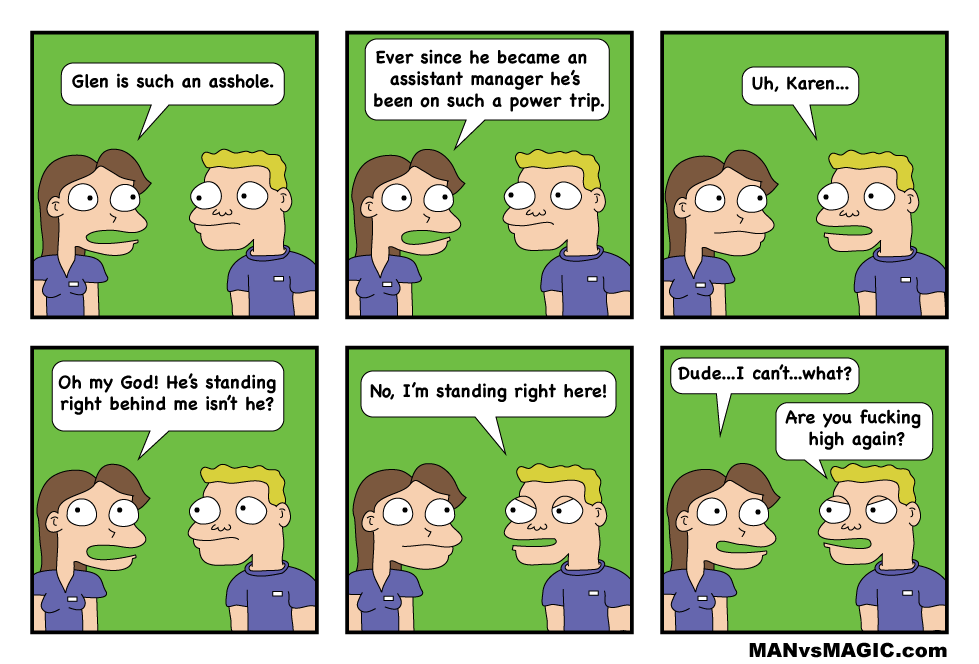 Glen is such an asshole.
Ever since he became an
assistant manager he's
been on such a power trip.
Uh, Karen...
Oh my God! He's standing
right behind me isn't he?
No, I'm standing right here!
Dude...I can't...what?
Are you fucking
high again?
MANvsMAGIC.com